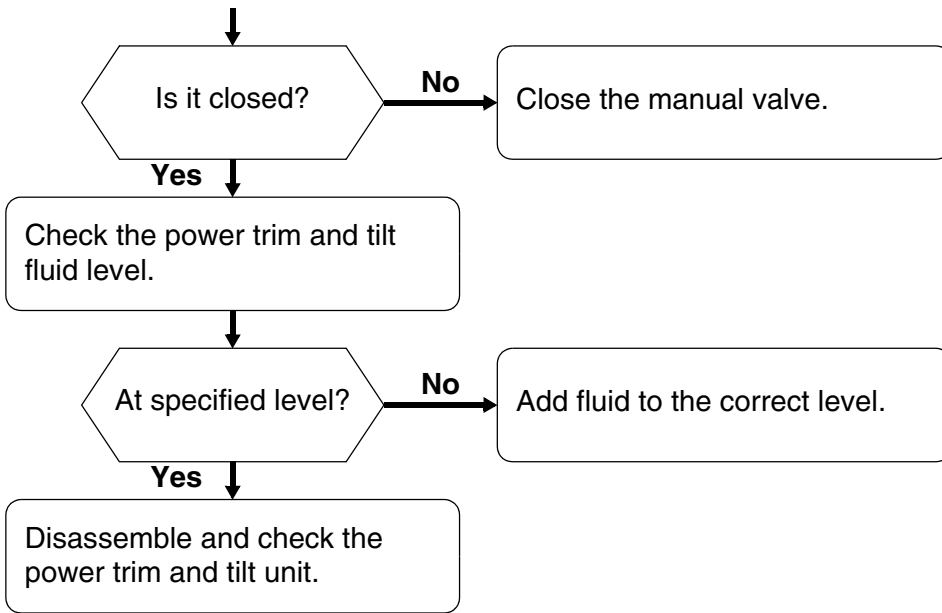 Is it closed?
No
Close the manual valve.
Yes
Check the power trim and tilt
fluid level.
At specified level?
No
Add fluid to the correct level.
Yes
Disassemble and check the
power trim and tilt unit.